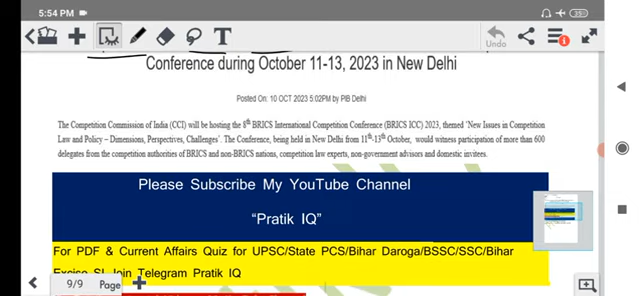 5:54 PM
35
T
Undo
Conference during October 11-13, 2023 in New Delhi
Posted On: 10 OCT 2023 5:02PM by PIB Delhi
The Competition Commission of India (CCI) will be hosting the 8th BRICS International Competition Conference (BRICS ICC) 2023, themed 'New Issues in Competition
Law and Policy – Dimensions, Perspectives, Challenges'. The Conference, being held in New Delhi from 11th-13th October, would witness participation of more than 600
delegates from the competition authorities of BRICS and non-BRICS nations, competition law experts, non-government advisors and domestic invitees.
Please Subscribe My YouTube Channel
“Pratik IQ”
For PDF & Current Affairs Quiz for UPSC/State PCS/Bihar Daroga/BSSC/SSC/Bihar
Excise SI Join Telegram Pratik IQ
9/9 Page